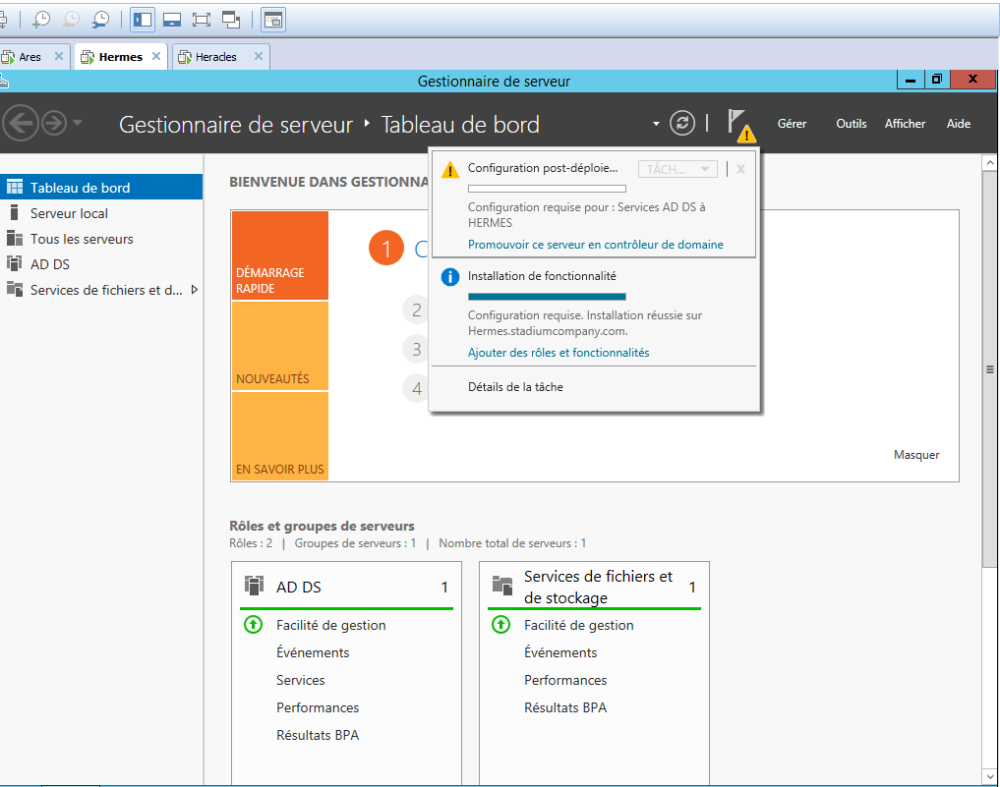 Ares
Hermes
Heracles
Gestionnaire de serveur
Gestionnaire de serveur ‣ Tableau de bord
Gérer
Outils
Afficher
Aide
Tableau de bord
Serveur local
Tous les serveurs
AD DS
Services de fichiers et d...
BIENVENUE DANS GESTIONNA
DÉMARRAGE
RAPIDE
NOUVEAUTÉS
EN SAVOIR PLUS
1
2
3
4
Configuration post-déploie...
TÂCH...
X
Configuration requise pour : Services AD DS à
HERMES
Promouvoir ce serveur en contrôleur de domaine
Installation de fonctionnalité
Configuration requise. Installation réussie sur
Hermes.stadiumcompany.com.
Ajouter des rôles et fonctionnalités
Détails de la tâche
Masquer
Rôles et groupes de serveurs
Rôles : 2 | Groupes de serveurs : 1 | Nombre total de serveurs : 1
AD DS 1
Facilité de gestion
Événements
Services
Performances
Résultats BPA
Services de fichiers et
de stockage 1
Facilité de gestion
Événements
Performances
Résultats BPA